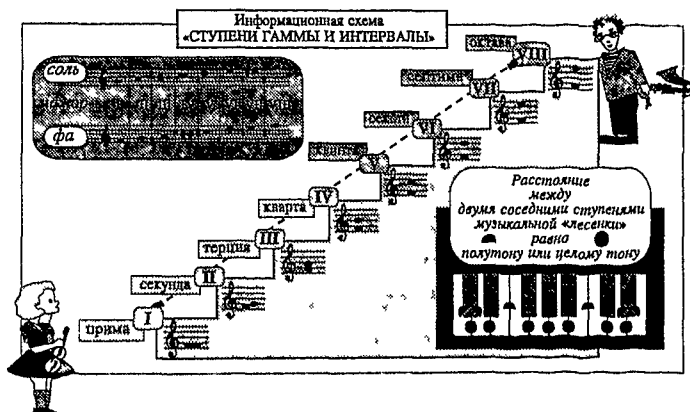 Информационная схема
«СТУПЕНИ ГАММЫ И ИНТЕРВАЛЫ»
октава VIII
септима VII
соль
секста VI
фа
квинта V
кварта IV
терция III
секунда II
прима I
Расстояние
между
двумя соседними ступенями
музыкальной «лесенки»
равно
полутону или целому тону